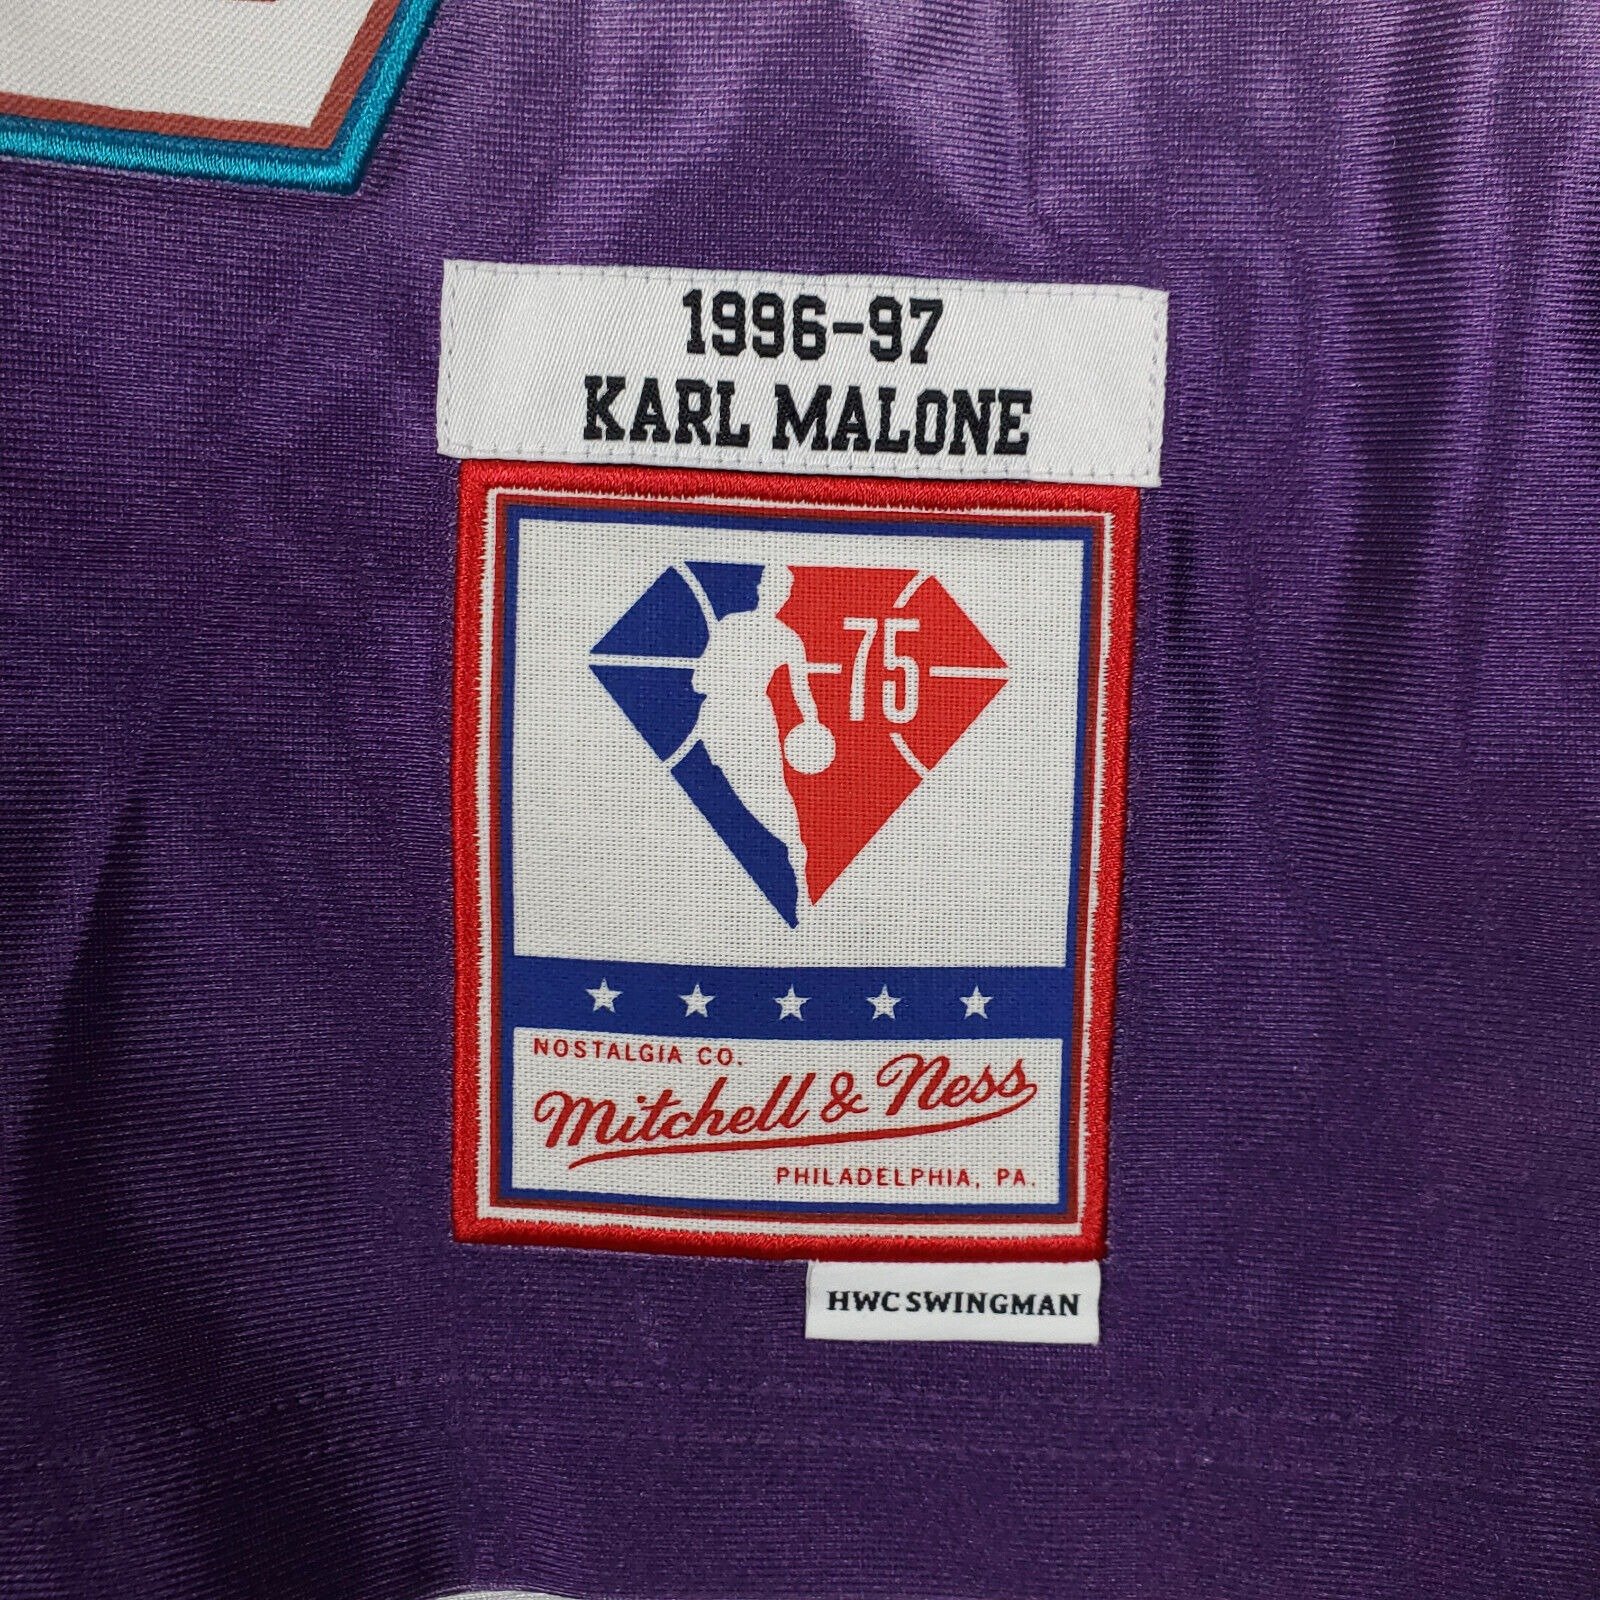 1996-97
KARL MALONE
75
NOSTALGIA CO.
Mitchell & Ness
PHILADELPHIA, PA.
HWC SWINGMAN